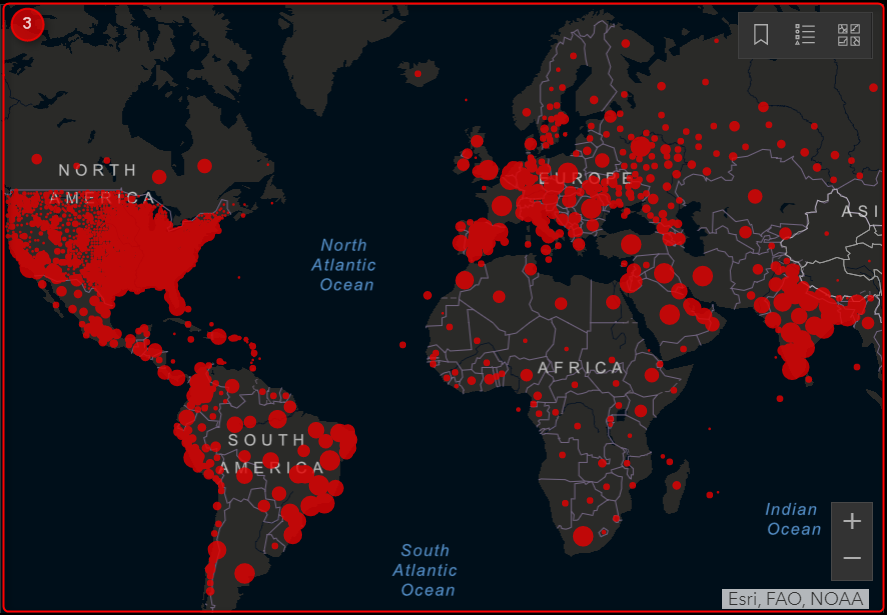 3
NORTH
AMERICA
EUROPE
ASI
North
Atlantic
Ocean
AFRICA
SOUTH
AMERICA
Indian
Ocean
+
−
South
Atlantic
Ocean
Esri, FAO, NOAA